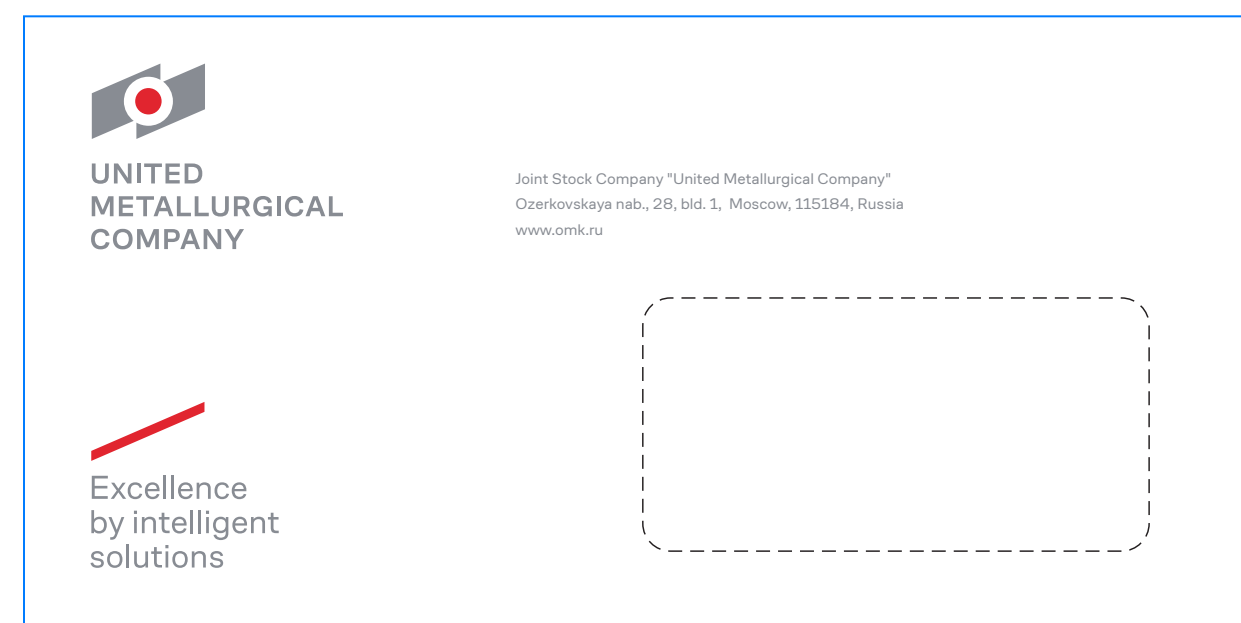 UNITED
METALLURGICAL
COMPANY
Joint Stock Company "United Metallurgical Company"
Ozerkovskaya nab., 28, bld. 1,  Moscow, 115184, Russia
www.omk.ru
Excellence
by intelligent
solutions